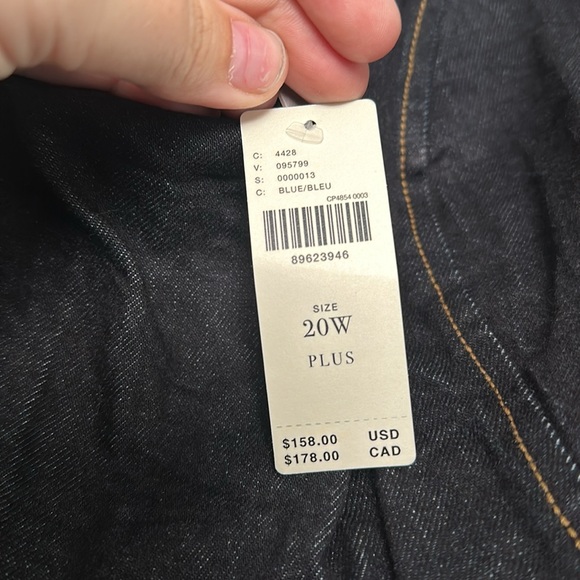 C: 4428
V: 095799
S: 0000013
C: BLUE/BLEU
CP4854 0003
89623946
SIZE
20W
PLUS
$158.00 USD
$178.00 CAD